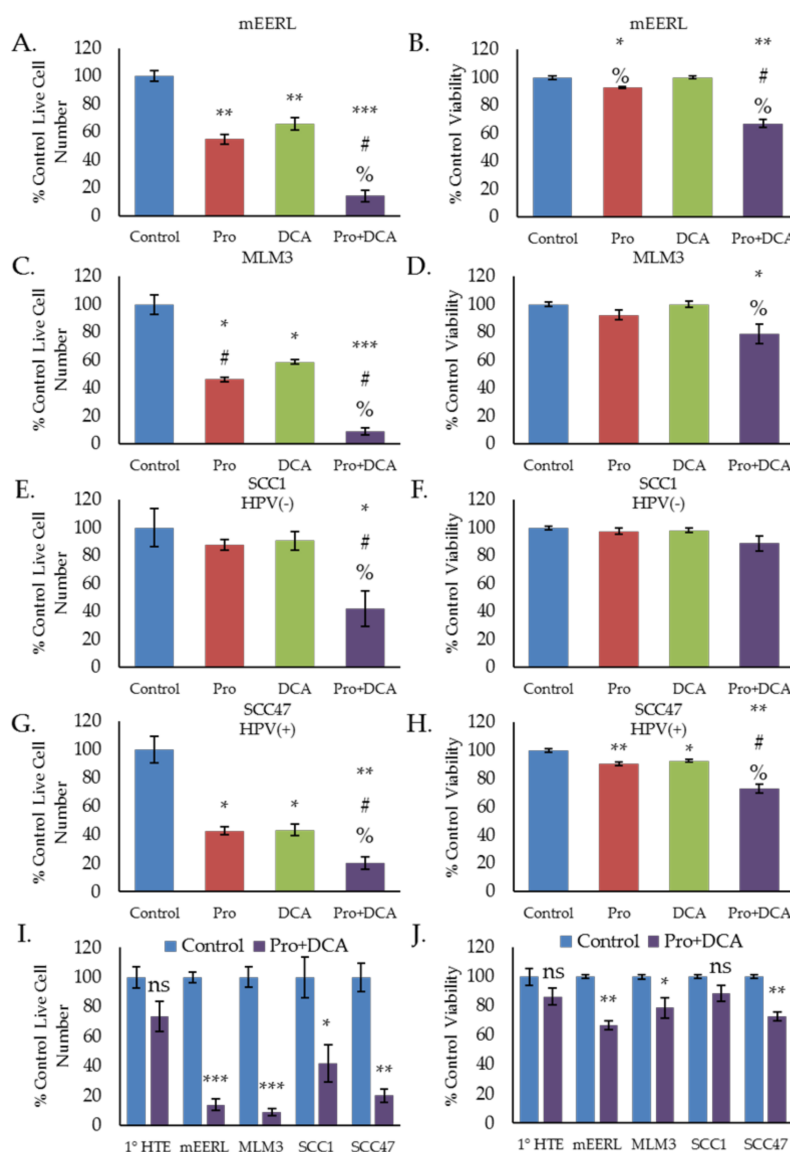 A.
mEERL
% Control Live Cell
Number
120
100
80
60
40
20
0
**
**
***
#
%
Control
Pro
DCA
Pro+DCA
B.
mEERL
% Control Viability
120
100
80
60
40
20
0
*
%
**
#
%
Control
Pro
DCA
Pro+DCA
C.
MLM3
% Control Live Cell
Number
120
100
80
60
40
20
0
*
#
*
***
#
%
Control
Pro
DCA
Pro+DCA
D.
MLM3
% Control Viability
120
100
80
60
40
20
0
*
%
Control
Pro
DCA
Pro+DCA
E.
SCC1
HPV(-)
% Control Live Cell
Number
120
100
80
60
40
20
0
*
#
%
Control
Pro
DCA
Pro+DCA
F.
SCC1
HPV(-)
% Control Viability
120
100
80
60
40
20
0
Control
Pro
DCA
Pro+DCA
G.
SCC47
HPV(+)
% Control Live Cell
Number
120
100
80
60
40
20
0
*
*
**
#
%
Control
Pro
DCA
Pro+DCA
H.
SCC47
HPV(+)
% Control Viability
120
100
80
60
40
20
0
**
*
**
#
%
Control
Pro
DCA
Pro+DCA
I.
Control
Pro+DCA
% Control Live Cell
Number
120
100
80
60
40
20
0
ns
***
***
*
**
1° HTE
mEERL
MLM3
SCC1
SCC47
J.
Control
Pro+DCA
% Control Viability
120
100
80
60
40
20
0
ns
**
*
ns
**
1° HTE
mEERL
MLM3
SCC1
SCC47